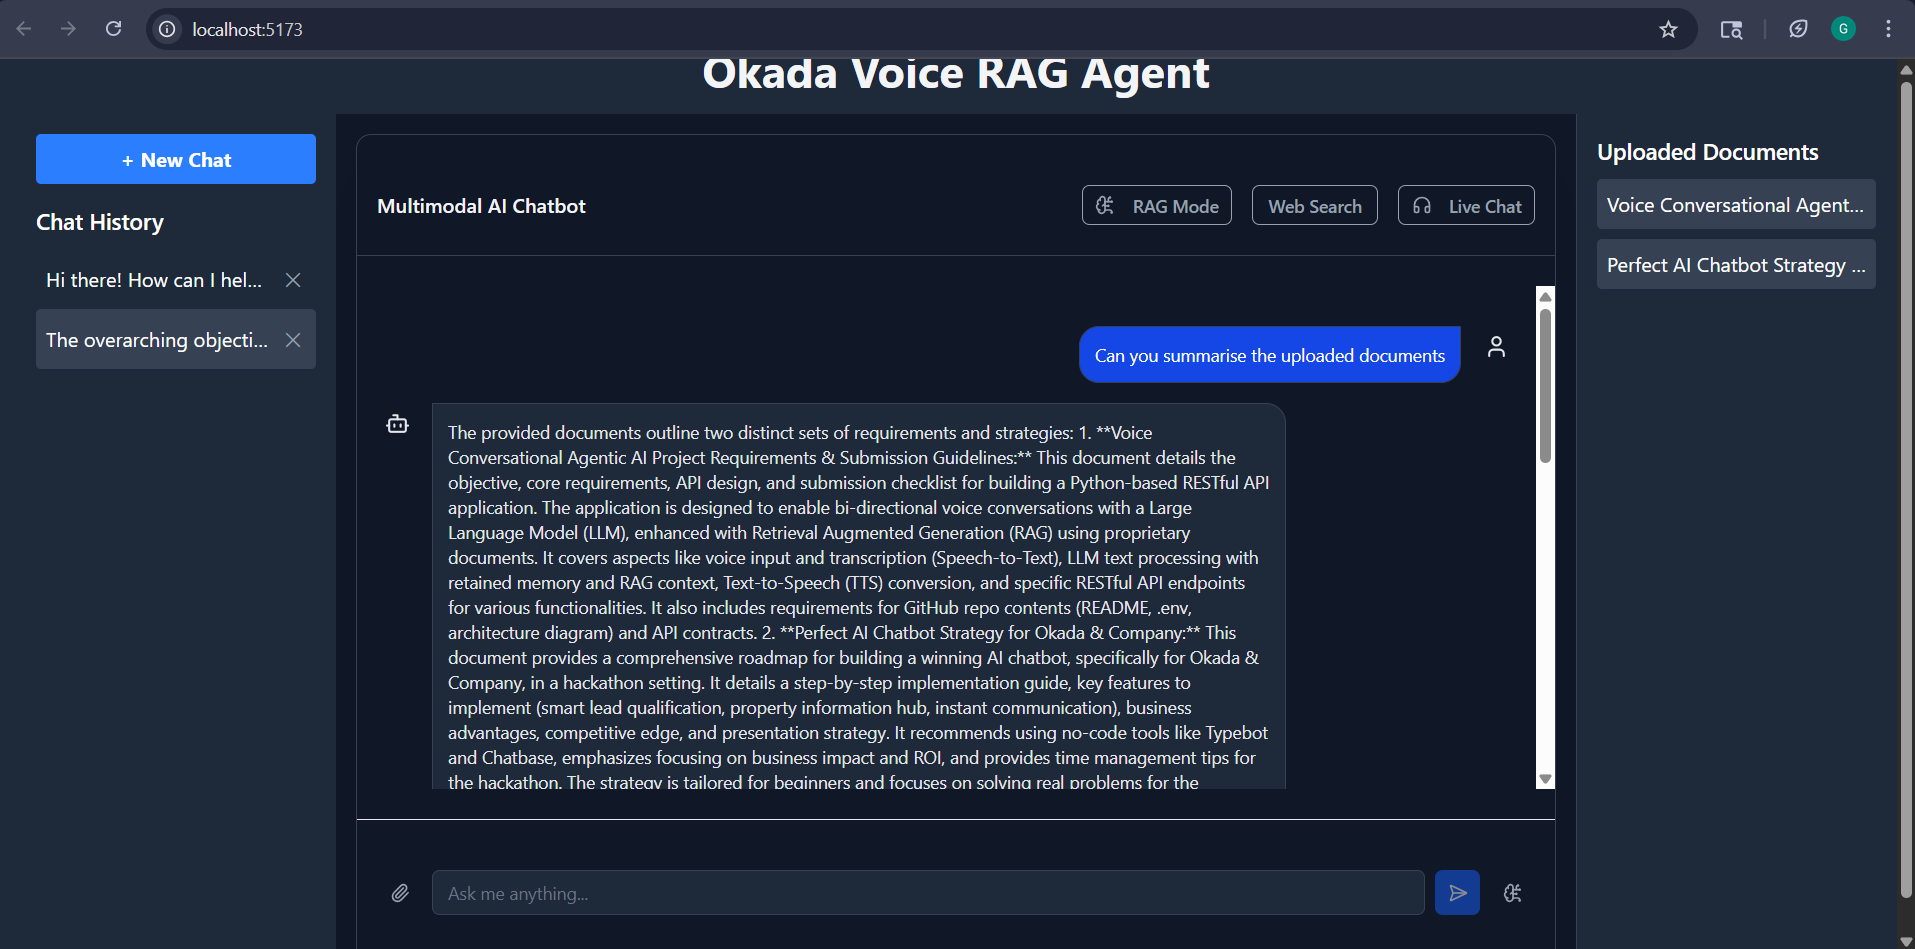 localhost:5173
G
Okada Voice RAG Agent
+ New Chat
Chat History
Hi there! How can I hel...
The overarching objecti...
Multimodal AI Chatbot
RAG Mode
Web Search
Live Chat
Can you summarise the uploaded documents
The provided documents outline two distinct sets of requirements and strategies: 1. **Voice
Conversational Agentic AI Project Requirements & Submission Guidelines:** This document details the
objective, core requirements, API design, and submission checklist for building a Python-based RESTful API
application. The application is designed to enable bi-directional voice conversations with a Large
Language Model (LLM), enhanced with Retrieval Augmented Generation (RAG) using proprietary
documents. It covers aspects like voice input and transcription (Speech-to-Text), LLM text processing with
retained memory and RAG context, Text-to-Speech (TTS) conversion, and specific RESTful API endpoints
for various functionalities. It also includes requirements for GitHub repo contents (README, .env,
architecture diagram) and API contracts. 2. **Perfect AI Chatbot Strategy for Okada & Company:** This
document provides a comprehensive roadmap for building a winning AI chatbot, specifically for Okada &
Company, in a hackathon setting. It details a step-by-step implementation guide, key features to
implement (smart lead qualification, property information hub, instant communication), business
advantages, competitive edge, and presentation strategy. It recommends using no-code tools like Typebot
and Chatbase, emphasizes focusing on business impact and ROI, and provides time management tips for
the hackathon. The strategy is tailored for beginners and focuses on solving real problems for the
Ask me anything...
Uploaded Documents
Voice Conversational Agent...
Perfect AI Chatbot Strategy ...